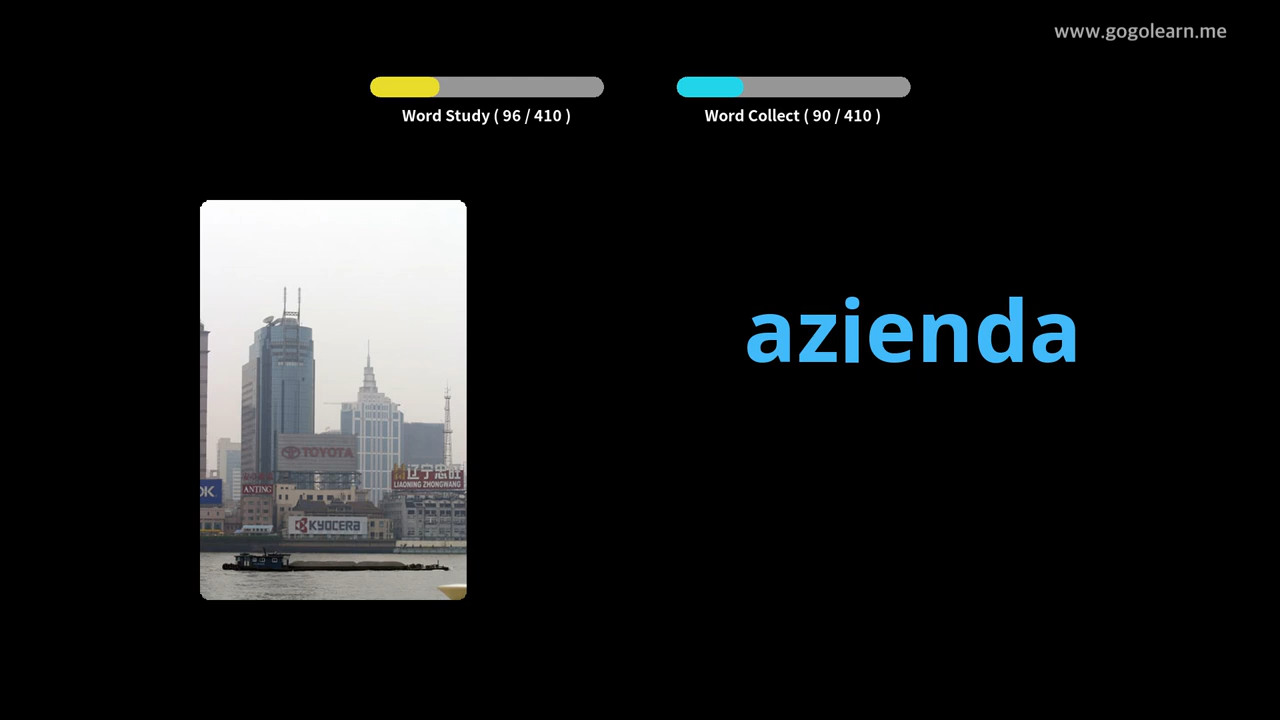 www.gogolearn.me
Word Study ( 96 / 410 )
Word Collect ( 90 / 410 )
azienda
TOYOTA
辽宁忠旺
LIAONING ZHONGWANG
OK
ANTING
KYOCERA